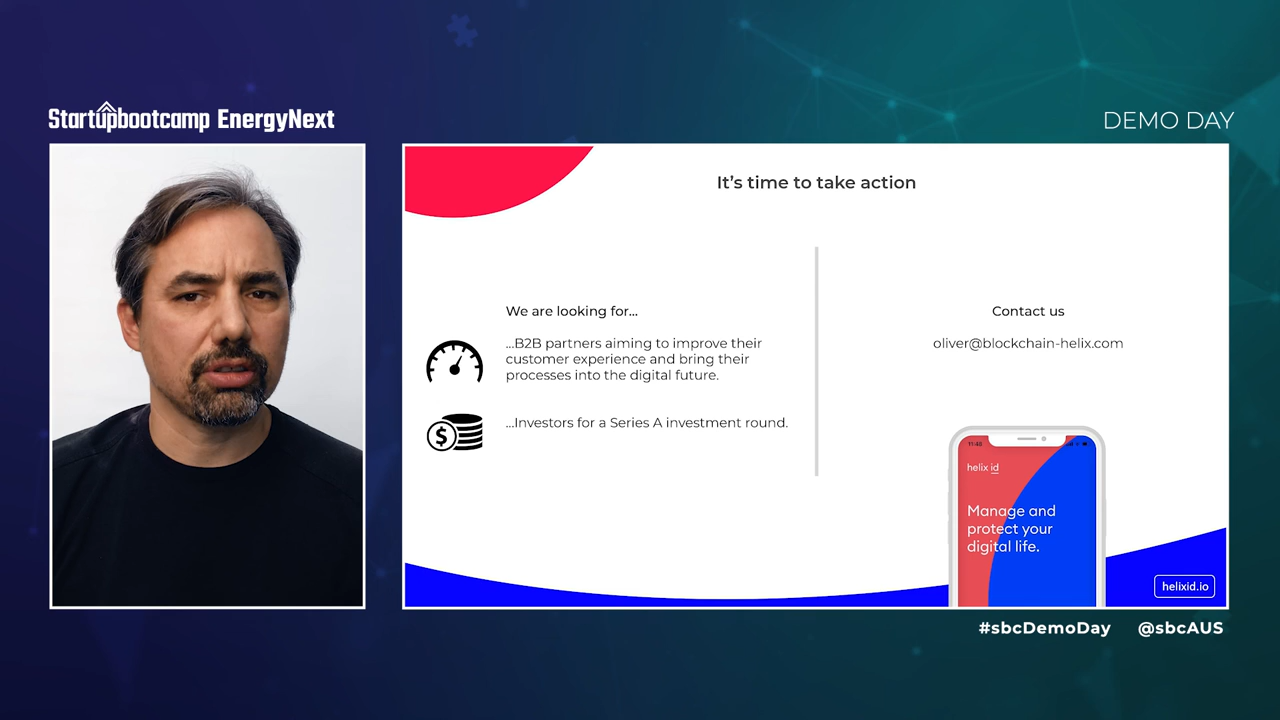 Startupbootcamp EnergyNext
DEMO DAY
It's time to take action
We are looking for...
...B2B partners aiming to improve their
customer experience and bring their
processes into the digital future.
...Investors for a Series A investment round.
Contact us
oliver@blockchain-helix.com
11:48
helix id
Manage and
protect your
digital life.
helixid.io
#sbcDemoDay @sbcAUS